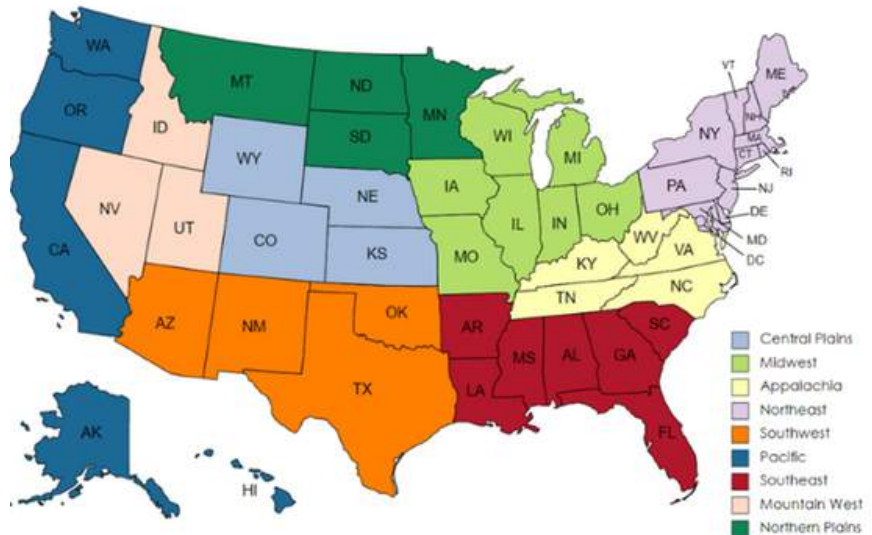 WA
MT
ND
MN
VT
ME
OR
ID
SD
WI
MI
NY
NH
MA
CT
RI
WY
NE
IA
PA
NJ
NV
UT
CO
KS
IL
IN
OH
DE
MD
DC
CA
MO
WV
VA
KY
NC
TN
AZ
NM
OK
AR
TX
LA
MS
AL
GA
SC
FL
AK
HI
Central Plains
Midwest
Appalachia
Northeast
Southwest
Pacific
Southeast
Mountain West
Northern Plains